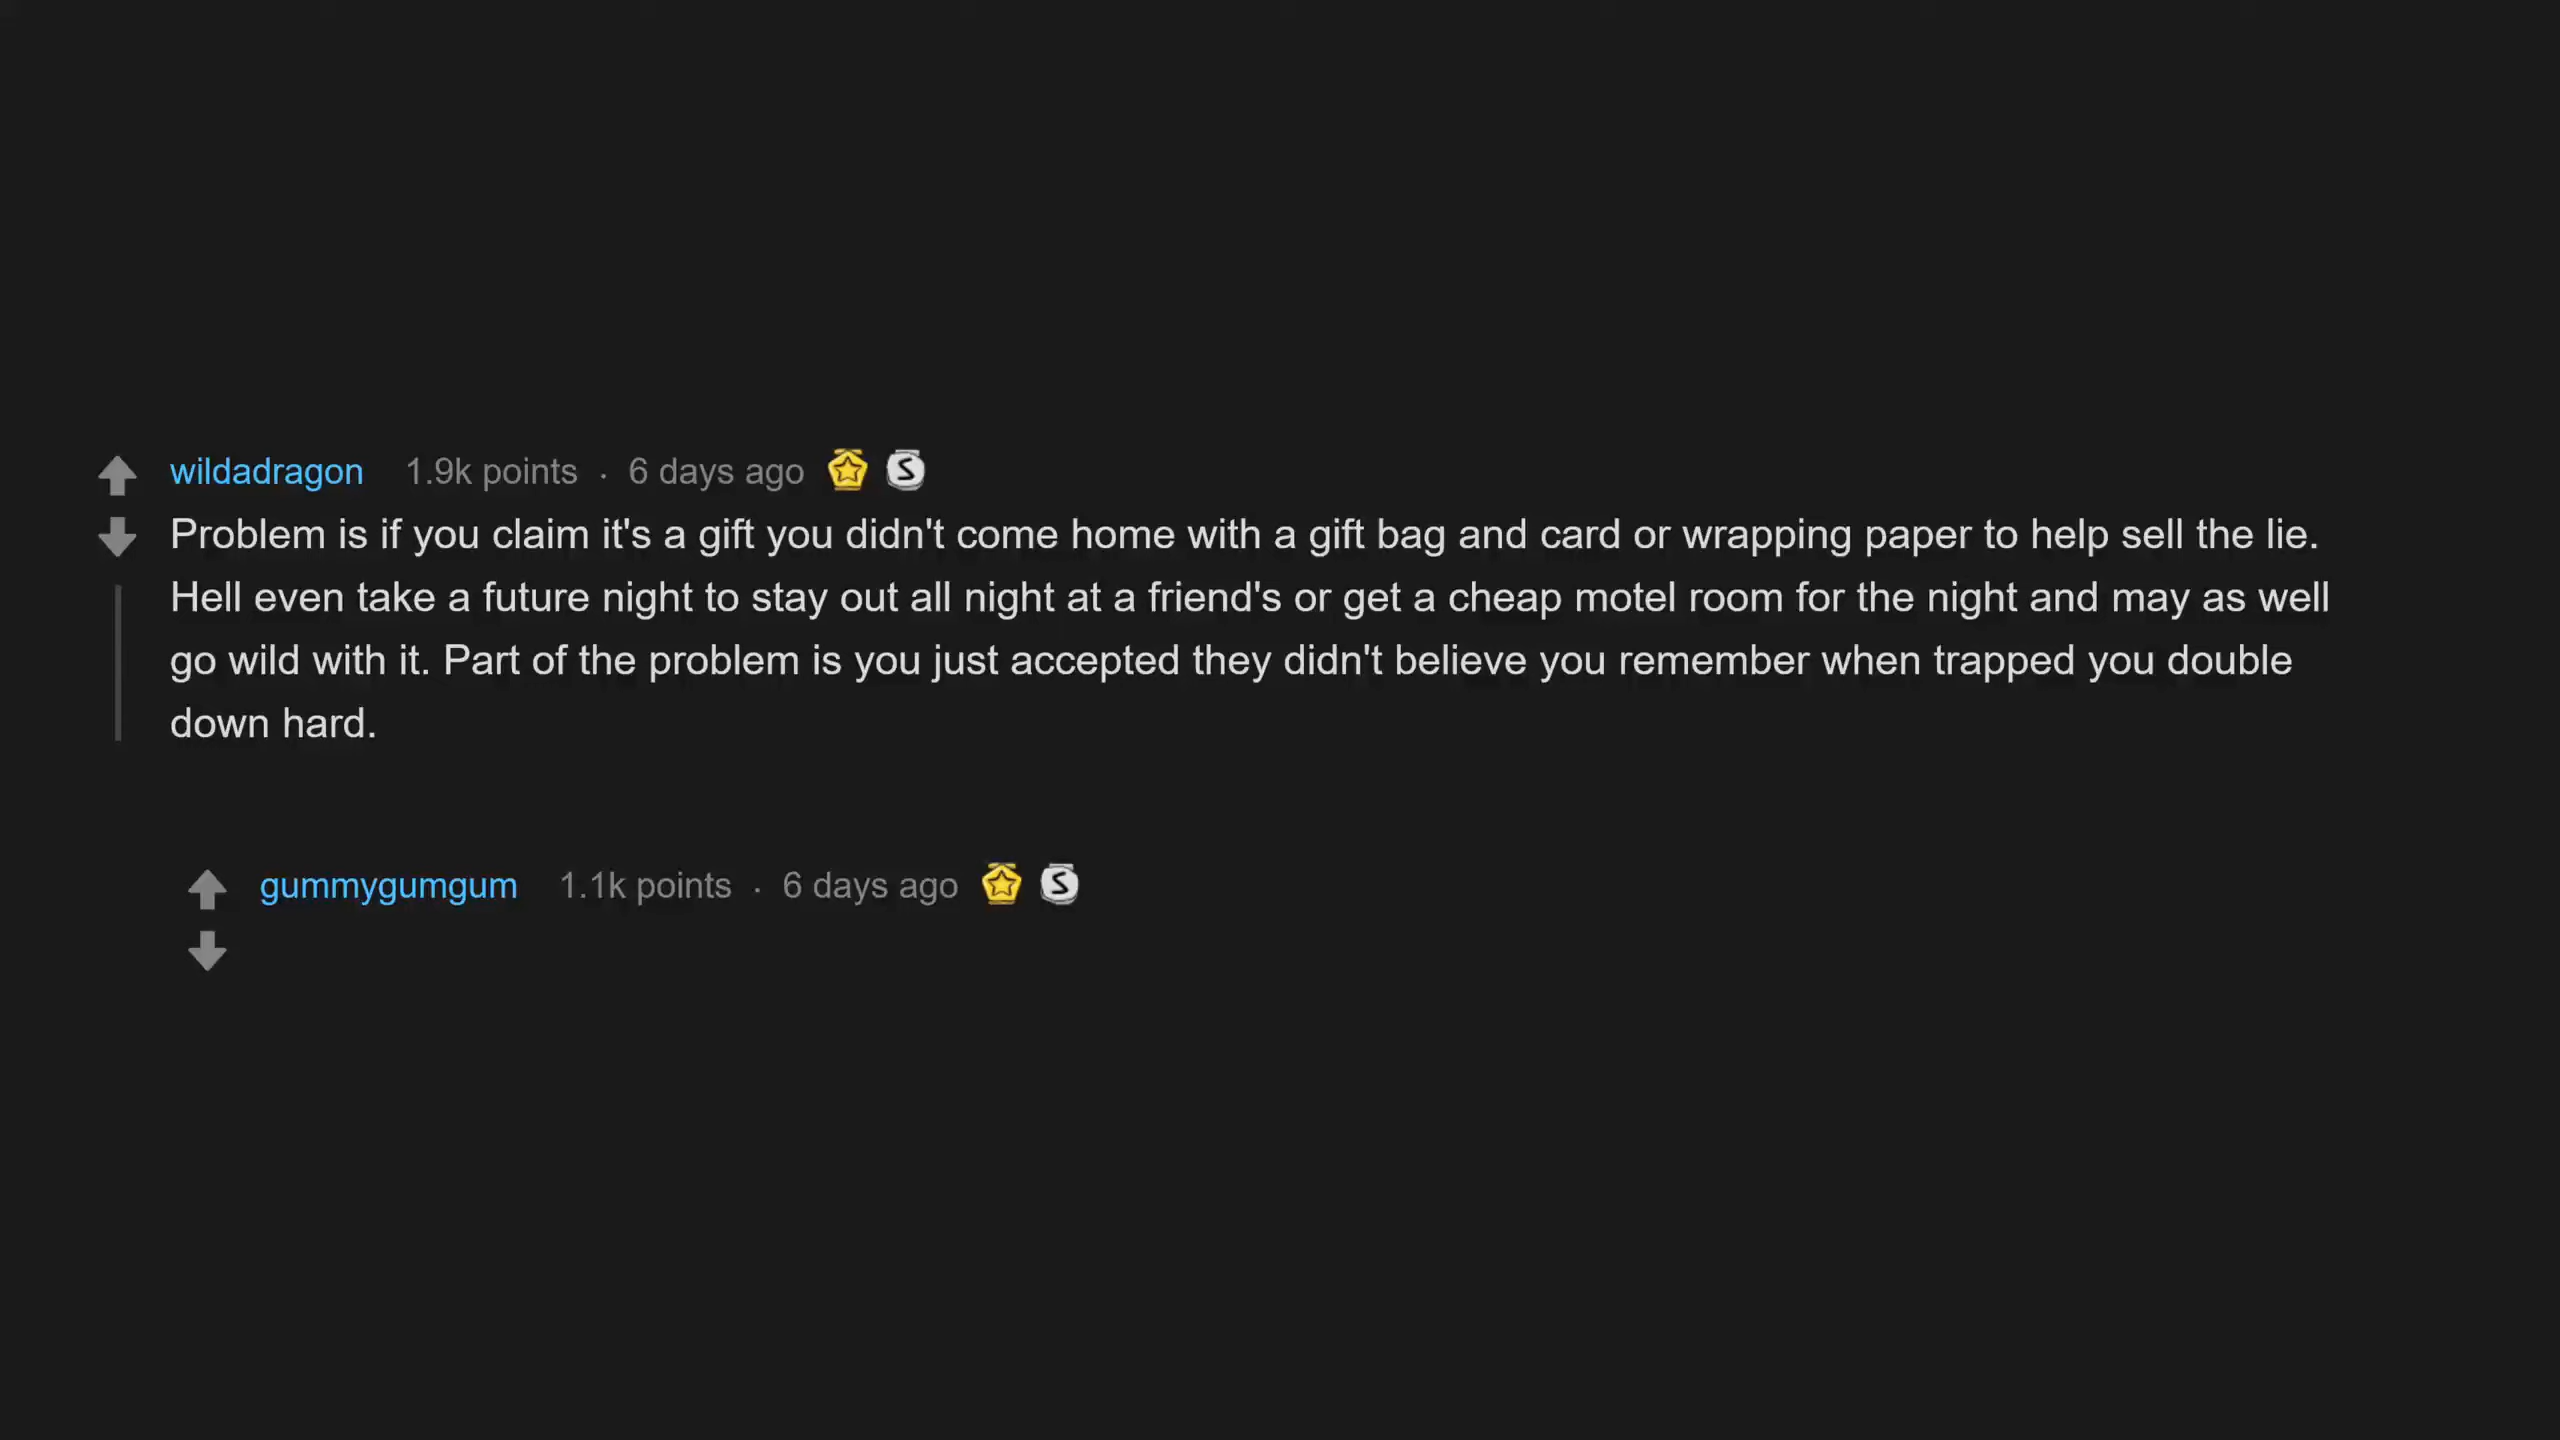 wildadragon 1.9k points · 6 days ago
Problem is if you claim it's a gift you didn't come home with a gift bag and card or wrapping paper to help sell the lie.
Hell even take a future night to stay out all night at a friend's or get a cheap motel room for the night and may as well
go wild with it. Part of the problem is you just accepted they didn't believe you remember when trapped you double
down hard.
gummygumgum 1.1k points · 6 days ago